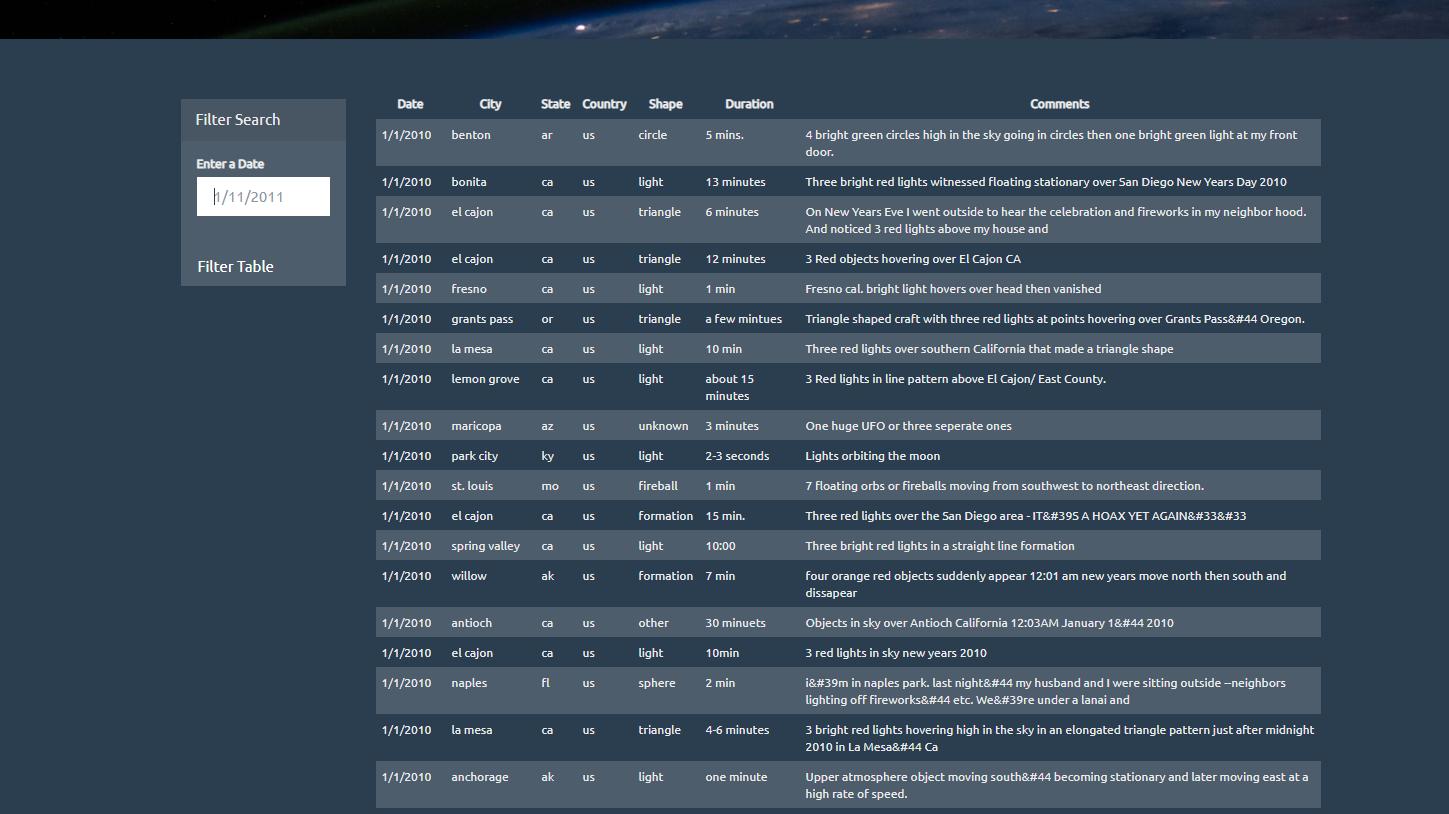 Filter Search
Enter a Date
1/11/2011
Filter Table
Date City State Country Shape Duration Comments
1/1/2010 benton ar us circle 5 mins. 4 bright green circles high in the sky going in circles then one bright green light at my front
door.
1/1/2010 bonita ca us light 13 minutes Three bright red lights witnessed floating stationary over San Diego New Years Day 2010
1/1/2010 el cajon ca us triangle 6 minutes On New Years Eve I went outside to hear the celebration and fireworks in my neighbor hood.
And noticed 3 red lights above my house and
1/1/2010 el cajon ca us triangle 12 minutes 3 Red objects hovering over El Cajon CA
1/1/2010 fresno ca us light 1 min Fresno cal. bright light hovers over head then vanished
1/1/2010 grants pass or us triangle a few mintues Triangle shaped craft with three red lights at points hovering over Grants Pass&#44 Oregon.
1/1/2010 la mesa ca us light 10 min Three red lights over southern California that made a triangle shape
1/1/2010 lemon grove ca us light about 15 3 Red lights in line pattern above El Cajon/ East County.
minutes
1/1/2010 maricopa az us unknown 3 minutes One huge UFO or three seperate ones
1/1/2010 park city ky us light 2-3 seconds Lights orbiting the moon
1/1/2010 st. louis mo us fireball 1 min 7 floating orbs or fireballs moving from southwest to northeast direction.
1/1/2010 el cajon ca us formation 15 min. Three red lights over the San Diego area - IT&#39S A HOAX YET AGAIN&#33&#33
1/1/2010 spring valley ca us light 10:00 Three bright red lights in a straight line formation
1/1/2010 willow ak us formation 7 min four orange red objects suddenly appear 12:01 am new years move north then south and
dissapear
1/1/2010 antioch ca us other 30 minuets Objects in sky over Antioch California 12:03AM January 1&#44 2010
1/1/2010 el cajon ca us light 10min 3 red lights in sky new years 2010
1/1/2010 naples fl us sphere 2 min i&#39m in naples park. last night&#44 my husband and I were sitting outside --neighbors
lighting off fireworks&#44 etc. We&#39re under a lanai and
1/1/2010 la mesa ca us triangle 4-6 minutes 3 bright red lights hovering high in the sky in an elongated triangle pattern just after midnight
2010 in La Mesa&#44 Ca
1/1/2010 anchorage ak us light one minute Upper atmosphere object moving south&#44 becoming stationary and later moving east at a
high rate of speed.